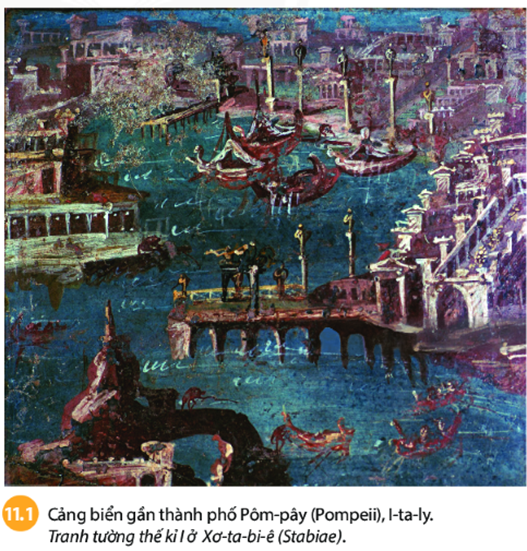 11.1 Cảng biển gần thành phố Pôm-pây (Pompeii), I-ta-ly.
Tranh tường thế kỉ I ở Xơ-ta-bi-ê (Stabiae).